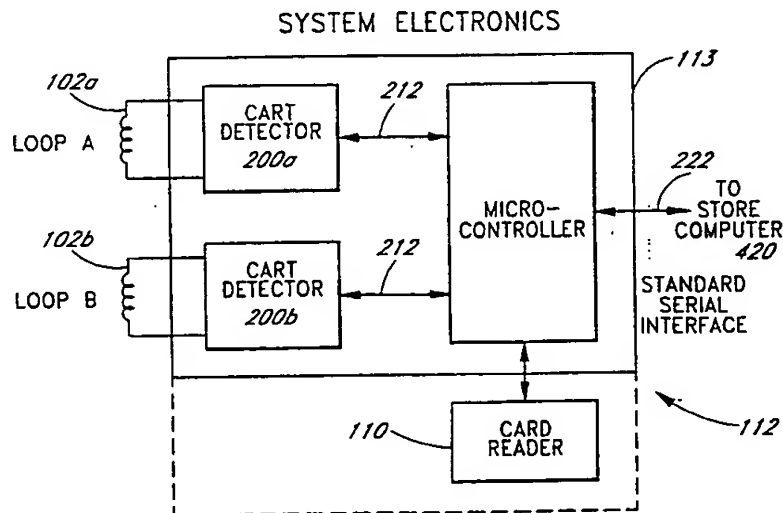 SYSTEM ELECTRONICS
113
102a
LOOP A
CART
DETECTOR
200a
212
MICRO-
CONTROLLER
222
TO
STORE
COMPUTER
420
STANDARD
SERIAL
INTERFACE
102b
LOOP B
CART
DETECTOR
200b
212
110
CARD
READER
112